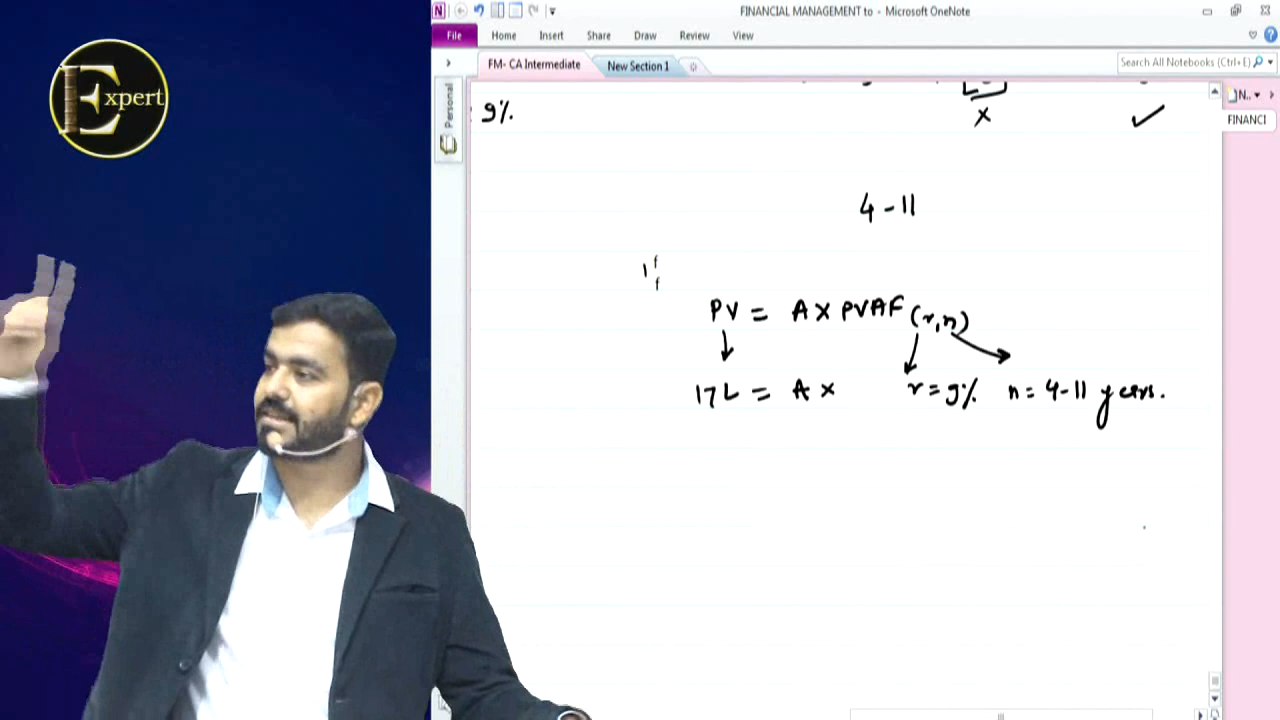 Expert
FINANCIAL MANAGEMENT to - Microsoft OneNote
File Home Insert Share Draw Review View
FM- CA Intermediate New Section 1
Search All Notebooks (Ctrl+E)
N..
Personal
FINANCI
9%.
x
4-11
PV = A X PVAF (r,n)
17L = A X r = 9% n = 4-11 years.